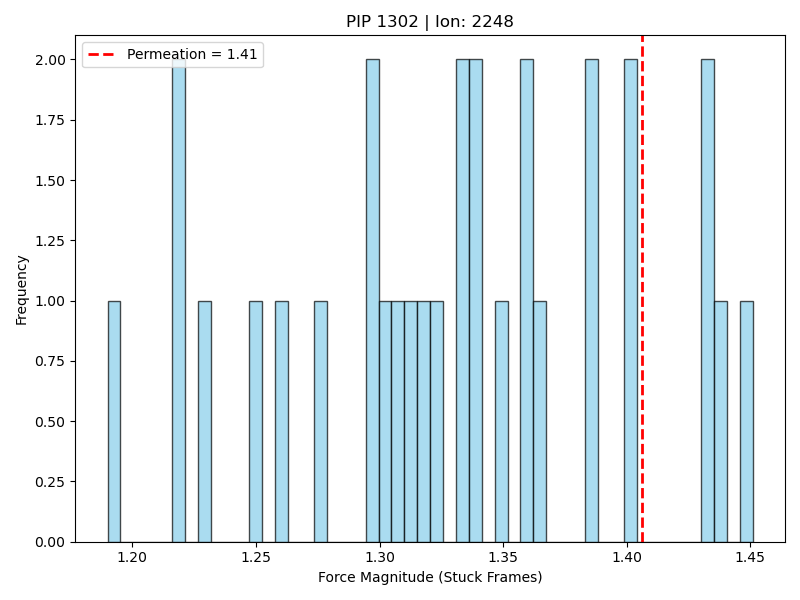 PIP 1302 | Ion: 2248
Permeation = 1.41
Frequency
2.00
1.75
1.50
1.25
1.00
0.75
0.50
0.25
0.00
1.20 1.25 1.30 1.35 1.40 1.45
Force Magnitude (Stuck Frames)